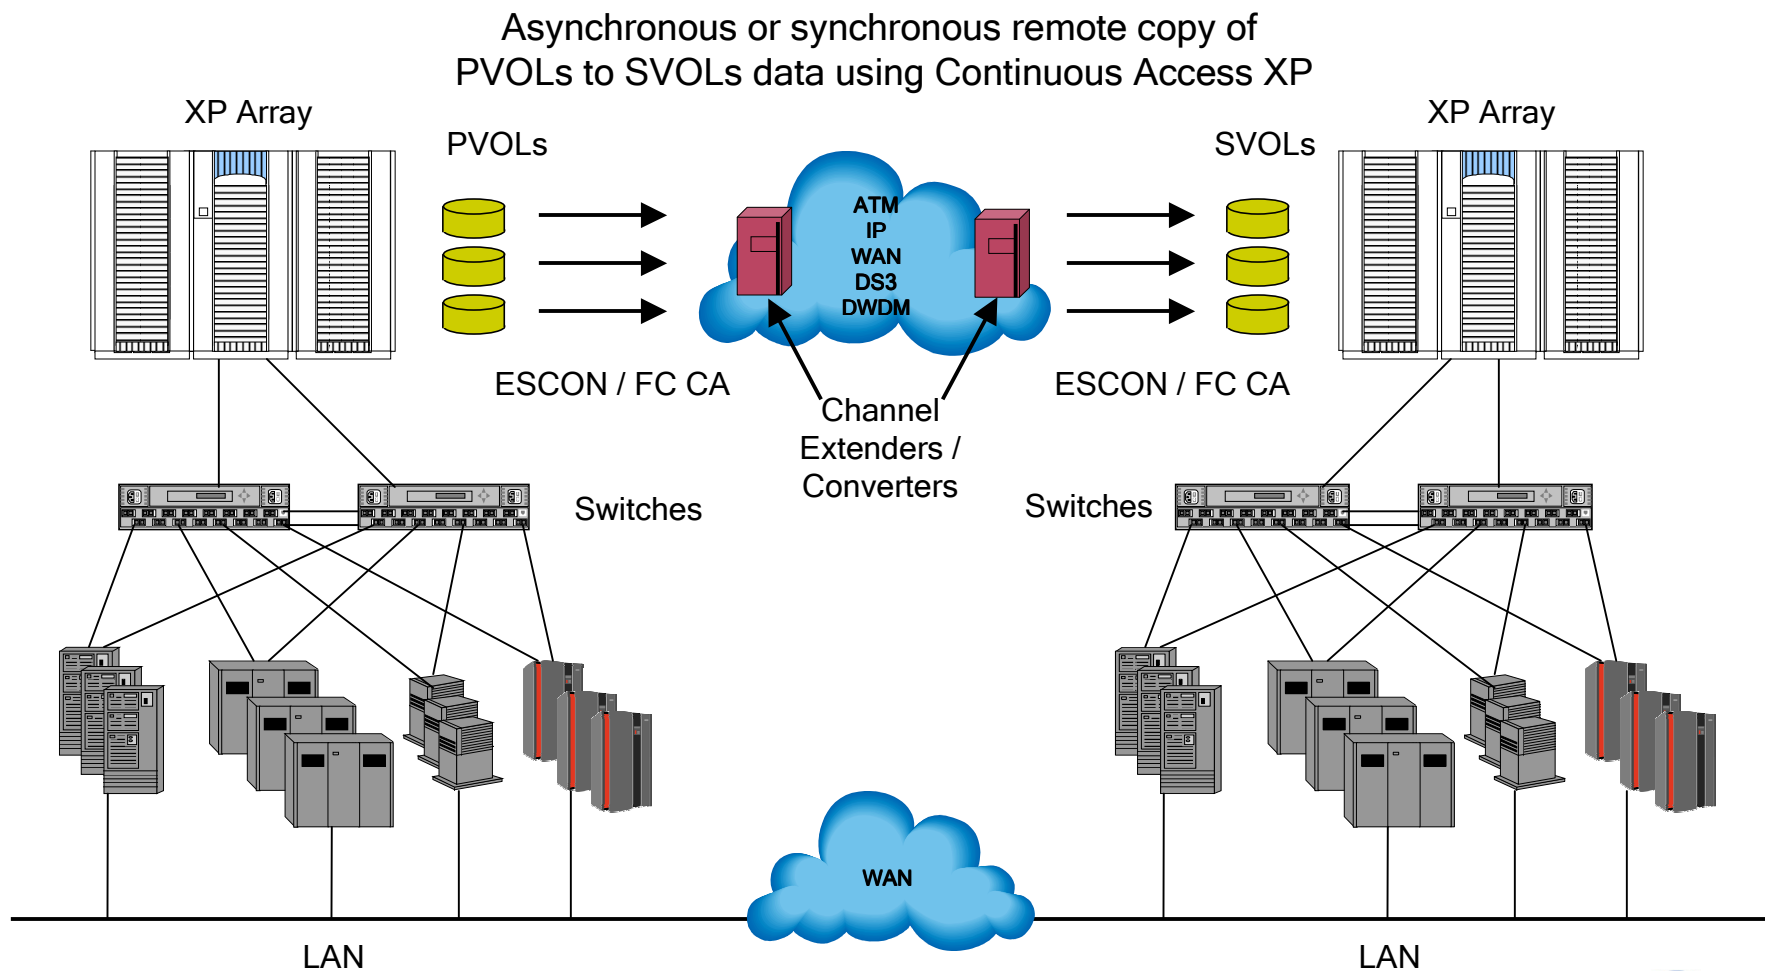 Asynchronous or synchronous remote copy of
PVOLs to SVOLs data using Continuous Access XP
XP Array
XP Array
PVOLs
SVOLs
ATM
IP
WAN
DS3
DWDM
ESCON / FC CA
ESCON / FC CA
Channel
Extenders /
Converters
Switches
Switches
WAN
LAN
LAN